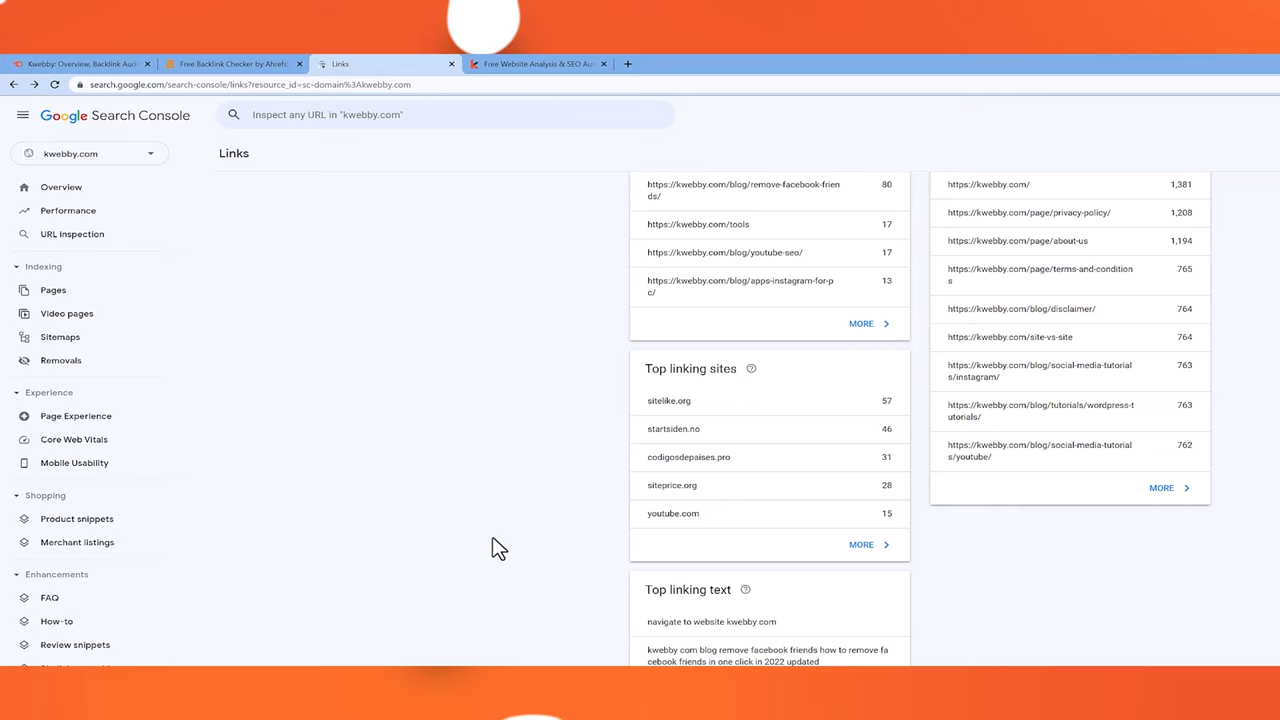 Kwebby: Overview, Backlink Aud
Free Backlink Checker by Ahrefs
Links
Free Website Analysis & SEO Au
search.google.com/search-console/links?resource_id=sc-domain%3Akwebby.com
Google Search Console
Inspect any URL in "kwebby.com"
kwebby.com
Links
Overview
Performance
URL inspection
Indexing
Pages
Video pages
Sitemaps
Removals
Experience
Page Experience
Core Web Vitals
Mobile Usability
Shopping
Product snippets
Merchant listings
Enhancements
FAQ
How-to
Review snippets
https://kwebby.com/blog/remove-facebook-frien 80
ds/
https://kwebby.com/tools 17
https://kwebby.com/blog/youtube-seo/ 17
https://kwebby.com/blog/apps-instagram-for-p 13
c/
MORE
Top linking sites
sitelike.org 57
startsiden.no 46
codigosdepaises.pro 31
siteprice.org 28
youtube.com 15
MORE
Top linking text
navigate to website kwebby com
kwebby com blog remove facebook friends how to remove fa
cebook friends in one click in 2022 updated
https://kwebby.com/ 1,381
https://kwebby.com/page/privacy-policy/ 1,208
https://kwebby.com/page/about-us 1,194
https://kwebby.com/page/terms-and-condition 765
s
https://kwebby.com/blog/disclaimer/ 764
https://kwebby.com/site-vs-site 764
https://kwebby.com/blog/social-media-tutorial 763
s/instagram/
https://kwebby.com/blog/tutorials/wordpress-t 763
utorials/
https://kwebby.com/blog/social-media-tutorial 762
s/youtube/
MORE